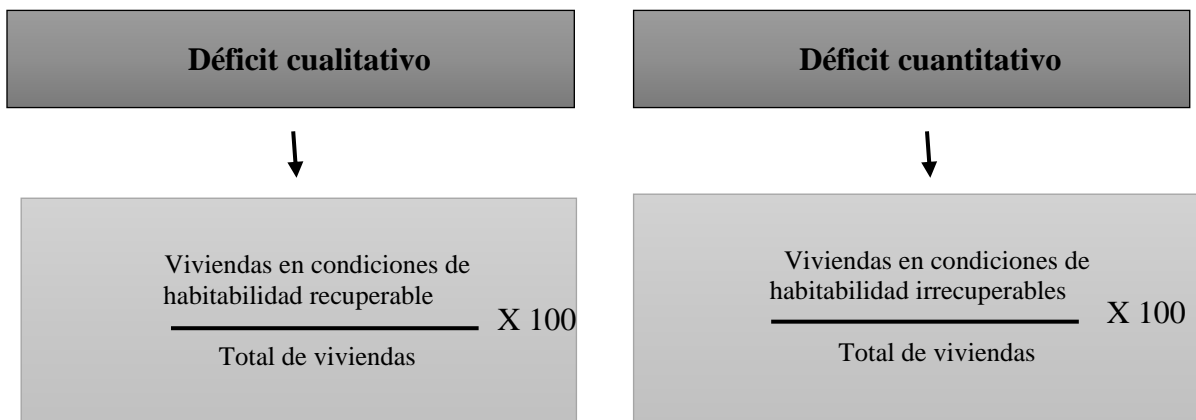 Déficit cualitativo
Viviendas en condiciones de
habitabilidad recuperable
X 100
Total de viviendas
Déficit cuantitativo
Viviendas en condiciones de
habitabilidad irrecuperables
X 100
Total de viviendas